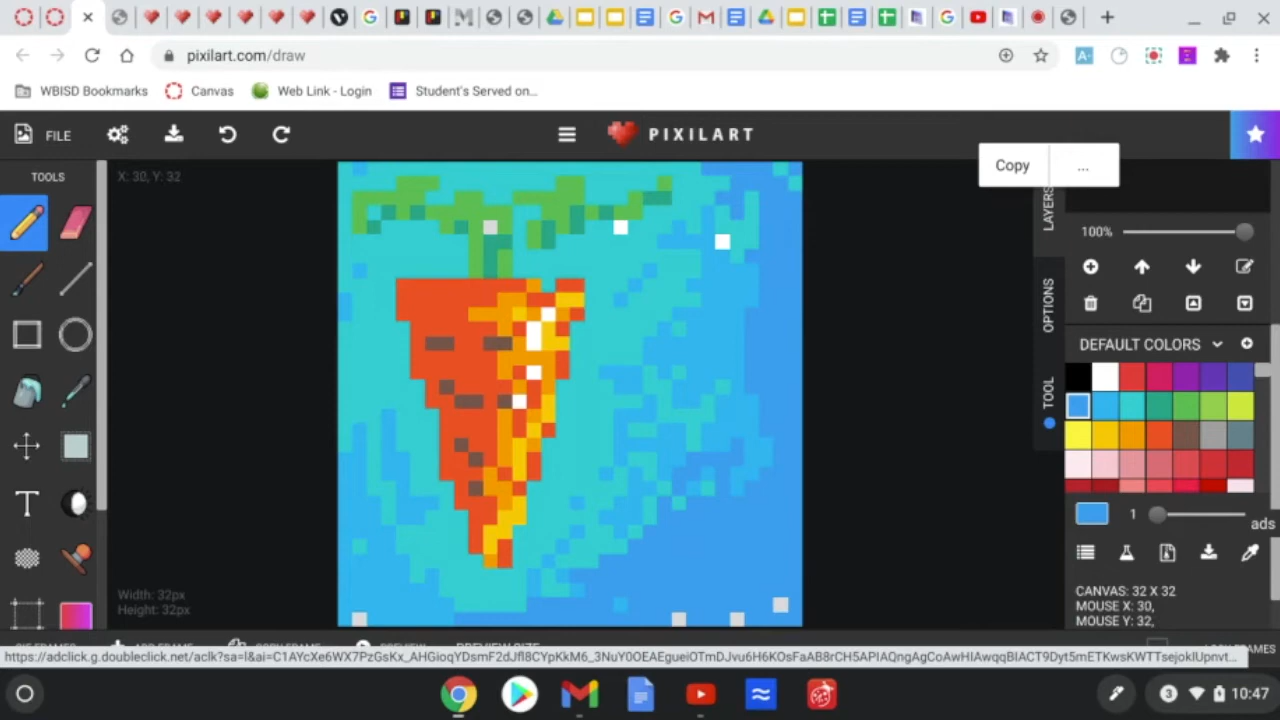 pixilart.com/draw
WBISD Bookmarks
Canvas
Web Link - Login
Student's Served on...
FILE
PIXILART
Copy
...
TOOLS
X: 30, Y: 32
LAYERS
100%
OPTIONS
DEFAULT COLORS
TOOL
1
ads
CANVAS: 32 X 32
MOUSE X: 30,
MOUSE Y: 32,
Width: 32px
Height: 32px
10:47